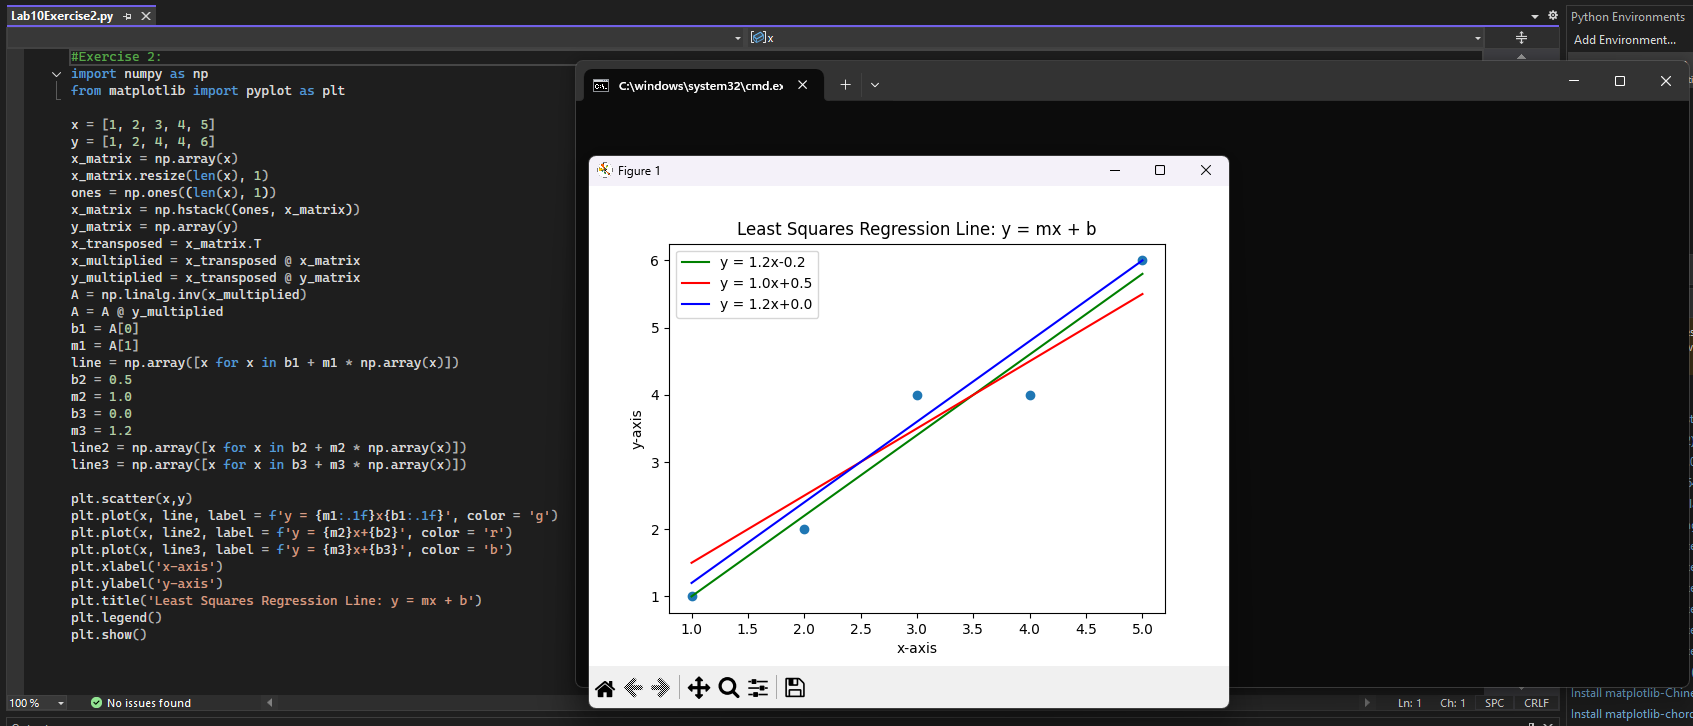 Lab10Exercise2.py
Python Environments
x
Add Environment...
#Exercise 2:
import numpy as np
from matplotlib import pyplot as plt
x = [1, 2, 3, 4, 5]
y = [1, 2, 4, 4, 6]
x_matrix = np.array(x)
x_matrix.resize(len(x), 1)
ones = np.ones((len(x), 1))
x_matrix = np.hstack((ones, x_matrix))
y_matrix = np.array(y)
x_transposed = x_matrix.T
x_multiplied = x_transposed @ x_matrix
y_multiplied = x_transposed @ y_matrix
A = np.linalg.inv(x_multiplied)
A = A @ y_multiplied
b1 = A[0]
m1 = A[1]
line = np.array([x for x in b1 + m1 * np.array(x)])
b2 = 0.5
m2 = 1.0
b3 = 0.0
m3 = 1.2
line2 = np.array([x for x in b2 + m2 * np.array(x)])
line3 = np.array([x for x in b3 + m3 * np.array(x)])
plt.scatter(x,y)
plt.plot(x, line, label = f'y = {m1:.1f}x{b1:.1f}', color = 'g')
plt.plot(x, line2, label = f'y = {m2}x+{b2}', color = 'r')
plt.plot(x, line3, label = f'y = {m3}x+{b3}', color = 'b')
plt.xlabel('x-axis')
plt.ylabel('y-axis')
plt.title('Least Squares Regression Line: y = mx + b')
plt.legend()
plt.show()
C:\windows\system32\cmd.ex
Figure 1
Least Squares Regression Line: y = mx + b
y = 1.2x-0.2
y = 1.0x+0.5
y = 1.2x+0.0
6
5
4
3
2
1
y-axis
1.0 1.5 2.0 2.5 3.0 3.5 4.0 4.5 5.0
x-axis
100 %
No issues found
Ln: 1 Ch: 1 SPC CRLF
Install matplotlib-Chine
Install matplotlib-chord